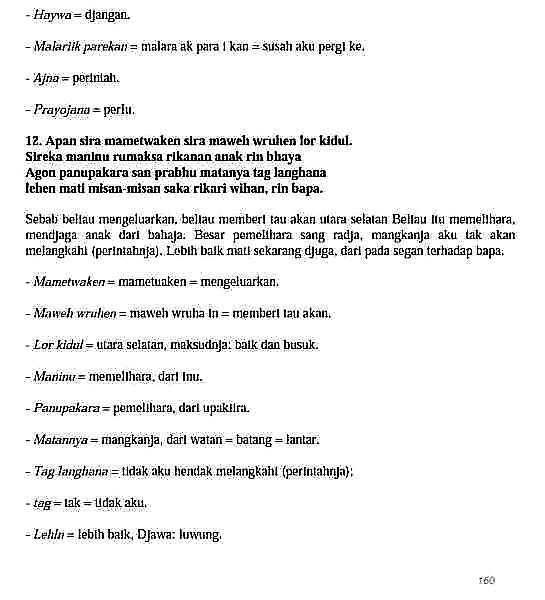 - Haywa = djangan.
- Malariik parekan = malara ak para i kan = susah aku pergi ke.
- Ajna = perintah.
- Prayojana = perlu.
12. Apan sira mametwaken sira maweh wruhen lor kidul.
Sireka maninu rumaksa rikanan anak rin bhaya
Agon panupakara san prabhu matanya tag langhana
lehen mati misan-misan saka rikari wihan, rin bapa.
Sebab beliau mengeluarkan, beliau memberi tau akan utara selatan Beliau itu memelihara,
mendjaga anak dari bahaja. Besar pemelihara sang radja, mangkanja aku tak akan
melangkahi (perintahnja). Lebih baik mati sekarang djuga, dari pada segan terhadap bapa.
- Mametwaken = mametuaken = mengeluarkan.
- Maweh wruhen = maweh wruha in = memberi tau akan.
- Lor kidul = utara selatan, maksudnja: baik dan busuk.
- Maninu = memelihara, dari inu.
- Panupakara = pemelihara, dari upakiira.
- Matannya = mangkanja, dari watan = batang = lantar.
- Tag langhana = tidak aku hendak melangkahi (perintahnja);
- tag = tak = tidak aku.
- Lehln = lebih baik, Djawa: luwung.
160